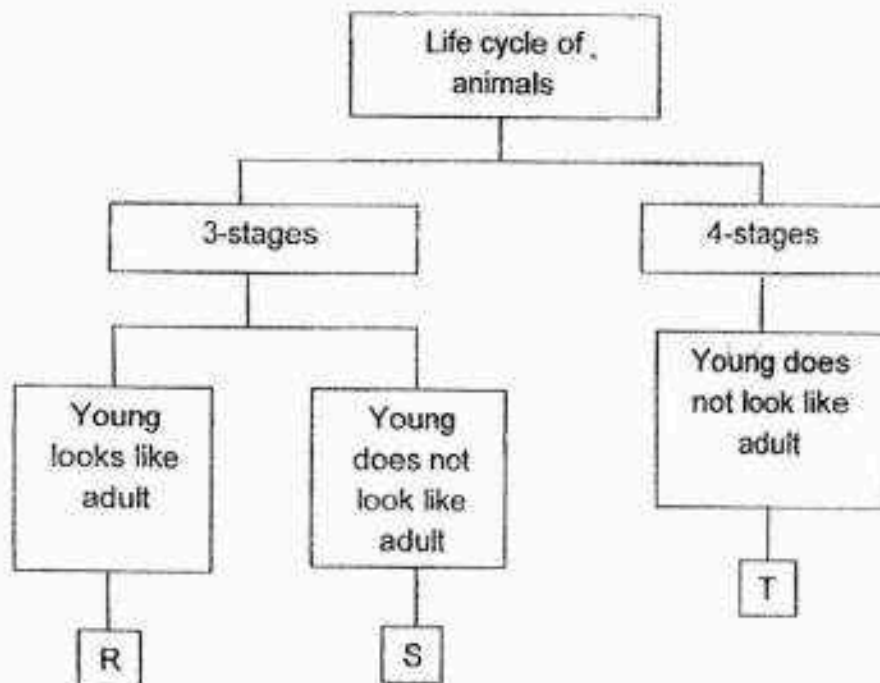 Life cycle of
animals
3-stages
4-stages
Young
looks like
adult
Young
does not
look like
adult
Young does
not look like
adult
R
S
T